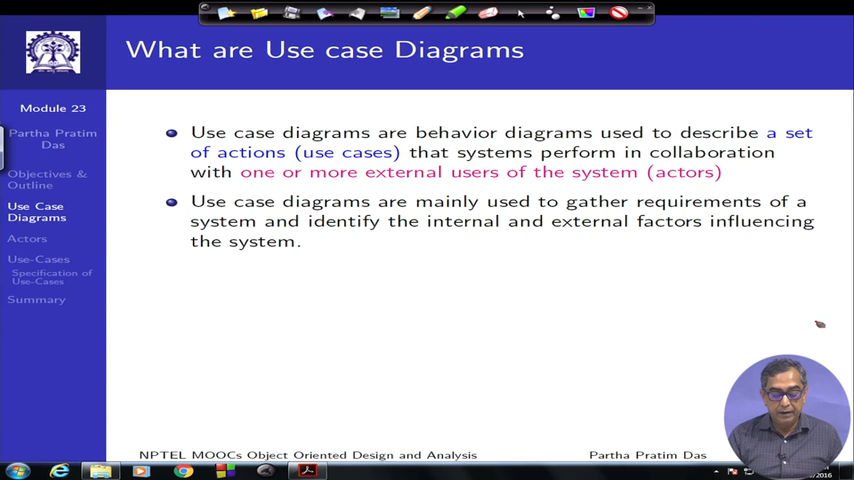 What are Use case Diagrams
Module 23
Partha Pratim
Das
Objectives &
Outline
Use Case
Diagrams
Actors
Use-Cases
Specification of
Use-Cases
Summary
Use case diagrams are behavior diagrams used to describe a set
of actions (use cases) that systems perform in collaboration
with one or more external users of the system (actors)
Use case diagrams are mainly used to gather requirements of a
system and identify the internal and external factors influencing
the system.
NPTEL MOOCs Object Oriented Design and Analysis
Partha Pratim Das